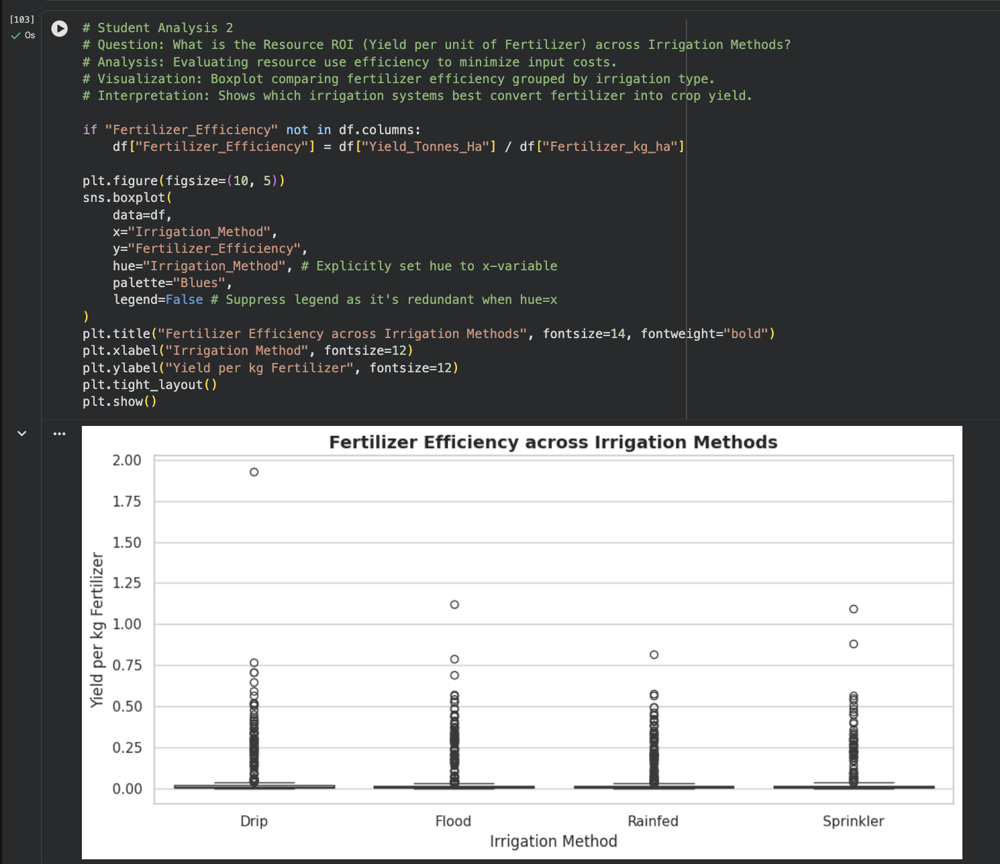 [103]
0s
# Student Analysis 2
# Question: What is the Resource ROI (Yield per unit of Fertilizer) across Irrigation Methods?
# Analysis: Evaluating resource use efficiency to minimize input costs.
# Visualization: Boxplot comparing fertilizer efficiency grouped by irrigation type.
# Interpretation: Shows which irrigation systems best convert fertilizer into crop yield.
if "Fertilizer_Efficiency" not in df.columns:
    df["Fertilizer_Efficiency"] = df["Yield_Tonnes_Ha"] / df["Fertilizer_kg_ha"]
plt.figure(figsize=(10, 5))
sns.boxplot(
    data=df,
    x="Irrigation_Method",
    y="Fertilizer_Efficiency",
    hue="Irrigation_Method", # Explicitly set hue to x-variable
    palette="Blues",
    legend=False # Suppress legend as it's redundant when hue=x
)
plt.title("Fertilizer Efficiency across Irrigation Methods", fontsize=14, fontweight="bold")
plt.xlabel("Irrigation Method", fontsize=12)
plt.ylabel("Yield per kg Fertilizer", fontsize=12)
plt.tight_layout()
plt.show()
Fertilizer Efficiency across Irrigation Methods
Yield per kg Fertilizer
2.00
1.75
1.50
1.25
1.00
0.75
0.50
0.25
0.00
Drip Flood Rainfed Sprinkler
Irrigation Method